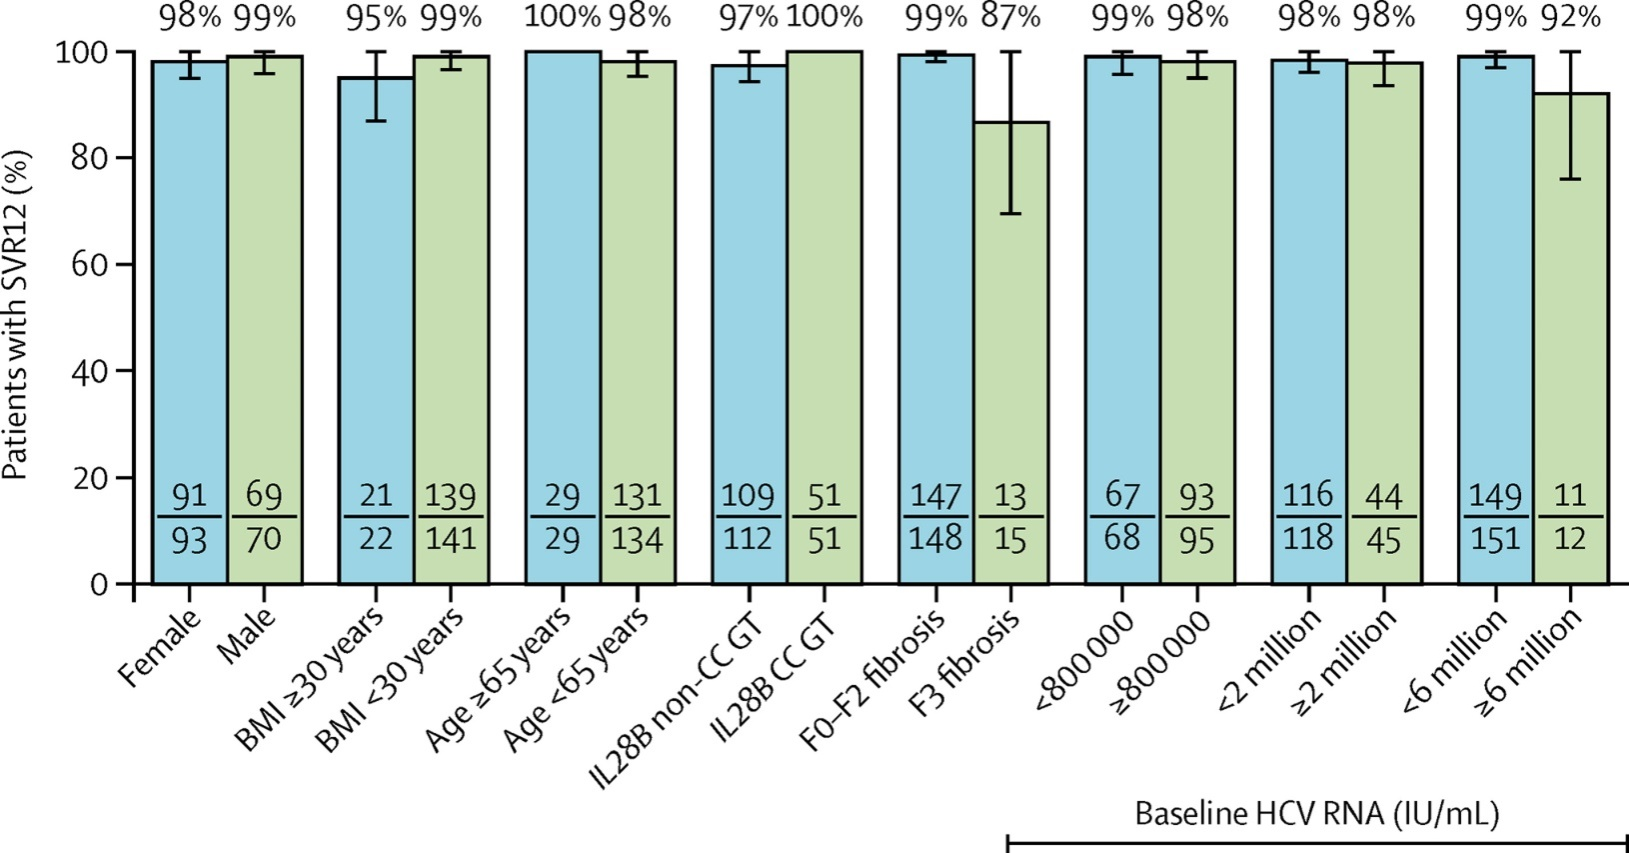 98% 99% 95% 99% 100% 98% 97% 100% 99% 87% 99% 98% 98% 98% 99% 92%
Patients with SVR12 (%)
100
80
60
40
20
0
91 69 21 139 29 131 109 51 147 13 67 93 116 44 149 11
93 70 22 141 29 134 112 51 148 15 68 95 118 45 151 12
Female
Male
BMI ≥30 years
BMI <30 years
Age ≥65 years
Age <65 years
IL28B non-CC GT
IL28B CC GT
F0–F2 fibrosis
F3 fibrosis
<800 000
≥800 000
<2 million
≥2 million
<6 million
≥6 million
Baseline HCV RNA (IU/mL)